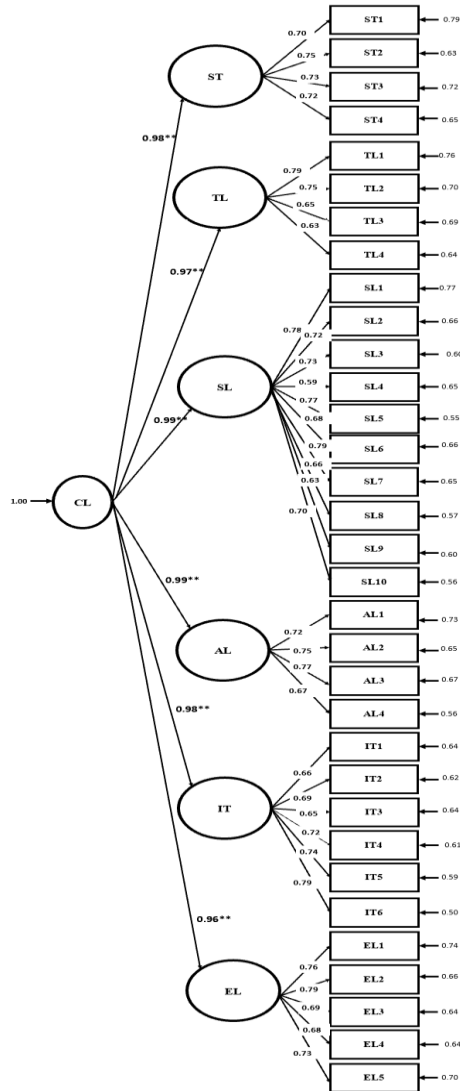 0.70
ST1
0.79
0.75
ST2
0.63
ST
0.73
ST3
0.72
0.72
ST4
0.65
0.98**
TL1
0.76
0.79
0.75
TL2
0.70
TL
0.65
TL3
0.69
0.63
TL4
0.64
0.97**
SL1
0.77
0.78
SL2
0.66
0.72
SL3
0.60
0.73
SL
0.59
SL4
0.65
0.77
SL5
0.55
0.99**
0.68
SL6
0.66
0.79
0.66
SL7
0.65
0.63
1.00
CL
0.70
SL8
0.57
SL9
0.60
SL10
0.56
0.99**
AL1
0.73
0.72
AL
0.75
AL2
0.65
0.77
AL3
0.67
0.67
AL4
0.56
0.98**
IT1
0.64
0.66
IT2
0.62
0.69
IT
0.65
IT3
0.64
0.72
IT4
0.61
0.74
IT5
0.59
0.79
IT6
0.50
0.96**
EL1
0.74
0.76
0.79
EL2
0.66
EL
0.69
EL3
0.64
0.68
EL4
0.64
0.73
EL5
0.70